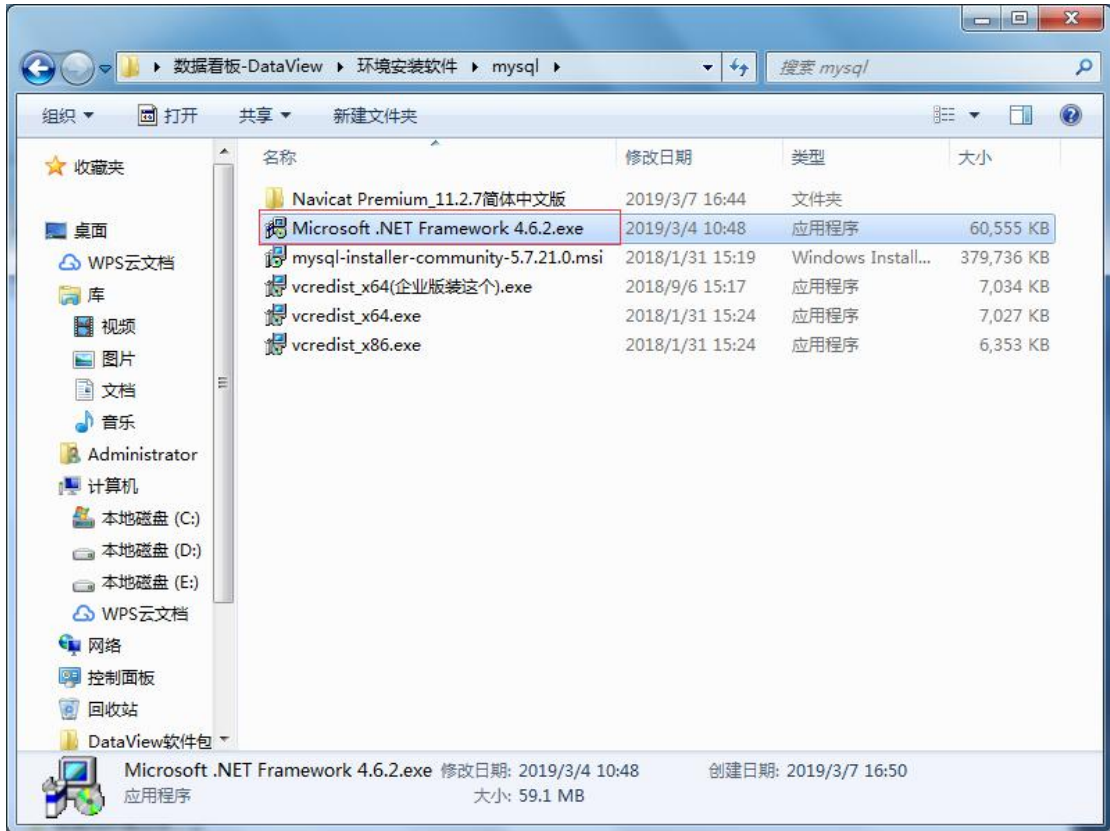 数据看板-DataView 环境安装软件 mysql 搜索 mysql
组织 打开 共享 新建文件夹
收藏夹
桌面
WPS云文档
库
视频
图片
文档
音乐
Administrator
计算机
本地磁盘 (C:)
本地磁盘 (D:)
本地磁盘 (E:)
WPS云文档
网络
控制面板
回收站
DataView软件包
名称 修改日期 类型 大小
Navicat Premium_11.2.7简体中文版 2019/3/7 16:44 文件夹
Microsoft .NET Framework 4.6.2.exe 2019/3/4 10:48 应用程序 60,555 KB
mysql-installer-community-5.7.21.0.msi 2018/1/31 15:19 Windows Install... 379,736 KB
vcredist_x64(企业版装这个).exe 2018/9/6 15:17 应用程序 7,034 KB
vcredist_x64.exe 2018/1/31 15:24 应用程序 7,027 KB
vcredist_x86.exe 2018/1/31 15:24 应用程序 6,353 KB
Microsoft .NET Framework 4.6.2.exe 修改日期: 2019/3/4 10:48 创建日期: 2019/3/7 16:50
应用程序 大小: 59.1 MB